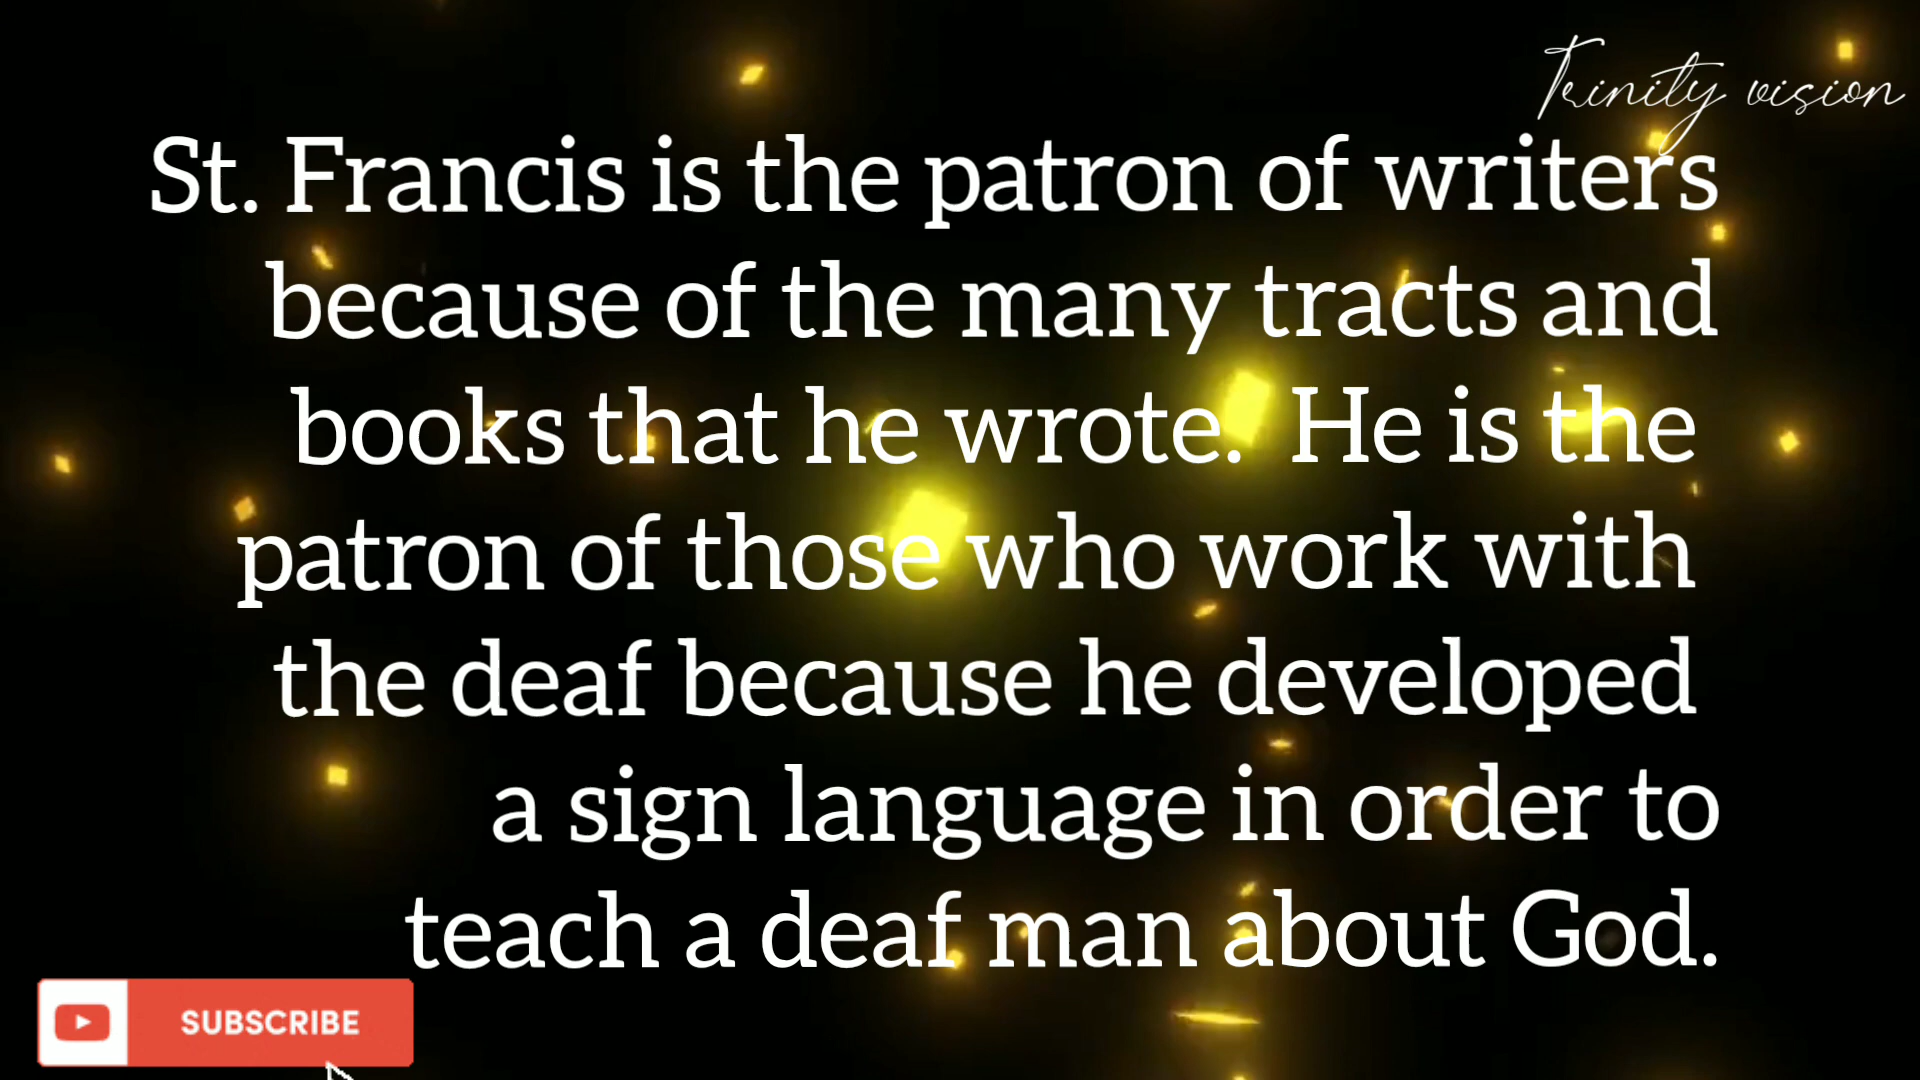 Trinity vision
St. Francis is the patron of writers
because of the many tracts and
books that he wrote. He is the
patron of those who work with
the deaf because he developed
a sign language in order to
teach a deaf man about God.
SUBSCRIBE